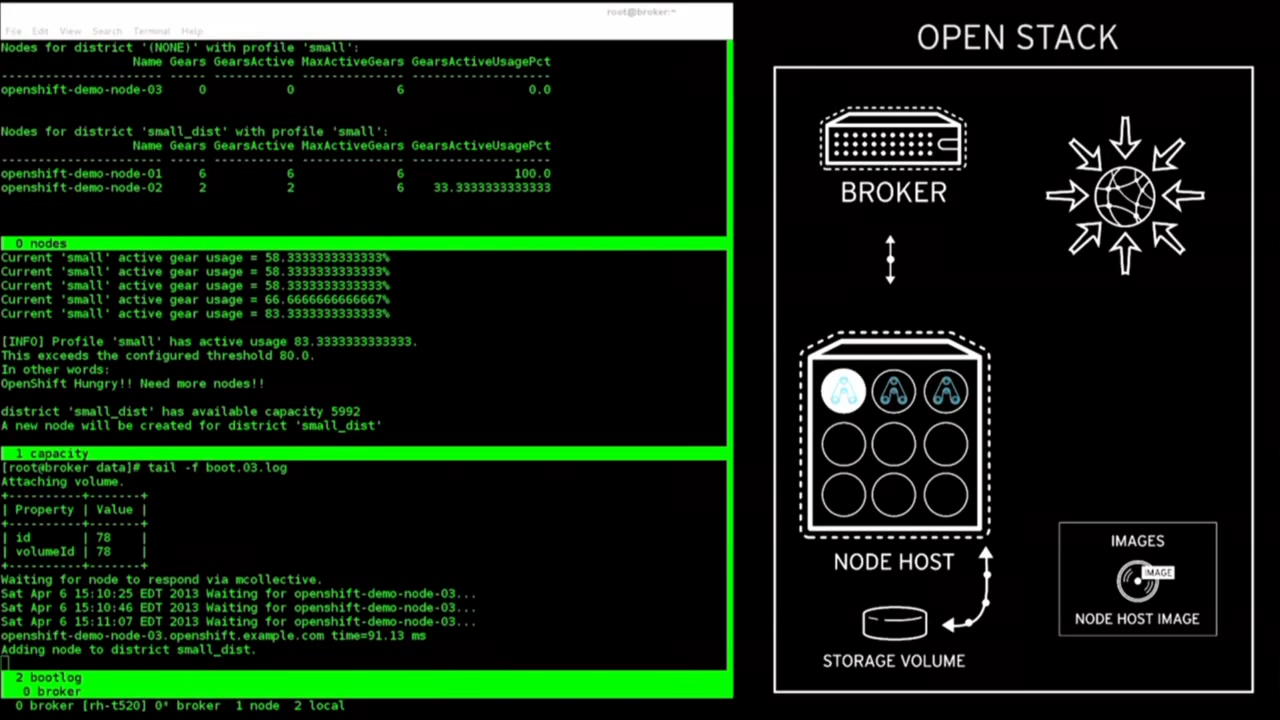 root@broker:~
File Edit View Search Terminal Help
Nodes for district '(NONE)' with profile 'small':
Name Gears GearsActive MaxActiveGears GearsActiveUsagePct
-------------------- ----- ----------- -------------- -------------------
openshift-demo-node-03 0 0 6 0.0
Nodes for district 'small_dist' with profile 'small':
Name Gears GearsActive MaxActiveGears GearsActiveUsagePct
-------------------- ----- ----------- -------------- -------------------
openshift-demo-node-01 6 6 6 100.0
openshift-demo-node-02 2 2 6 33.3333333333333
0 nodes
Current 'small' active gear usage = 58.3333333333333%
Current 'small' active gear usage = 58.3333333333333%
Current 'small' active gear usage = 58.3333333333333%
Current 'small' active gear usage = 66.6666666666667%
Current 'small' active gear usage = 83.3333333333333%
[INFO] Profile 'small' has active usage 83.3333333333333.
This exceeds the configured threshold 80.0.
In other words:
OpenShift Hungry!! Need more nodes!!
district 'small_dist' has available capacity 5992
A new node will be created for district 'small_dist'
1 capacity
[root@broker data]# tail -f boot.03.log
Attaching volume.
+----------+-------+
| Property | Value |
+----------+-------+
| id | 78 |
| volumeId | 78 |
+----------+-------+
Waiting for node to respond via mcollective.
Sat Apr 6 15:10:25 EDT 2013 Waiting for openshift-demo-node-03...
Sat Apr 6 15:10:46 EDT 2013 Waiting for openshift-demo-node-03...
Sat Apr 6 15:11:07 EDT 2013 Waiting for openshift-demo-node-03...
openshift-demo-node-03.openshift.example.com time=91.13 ms
Adding node to district small_dist.
2 bootlog
0 broker
0 broker [rh-t520] 0* broker 1 node 2 local
OPEN STACK
BROKER
NODE HOST
STORAGE VOLUME
IMAGES
IMAGE
NODE HOST IMAGE